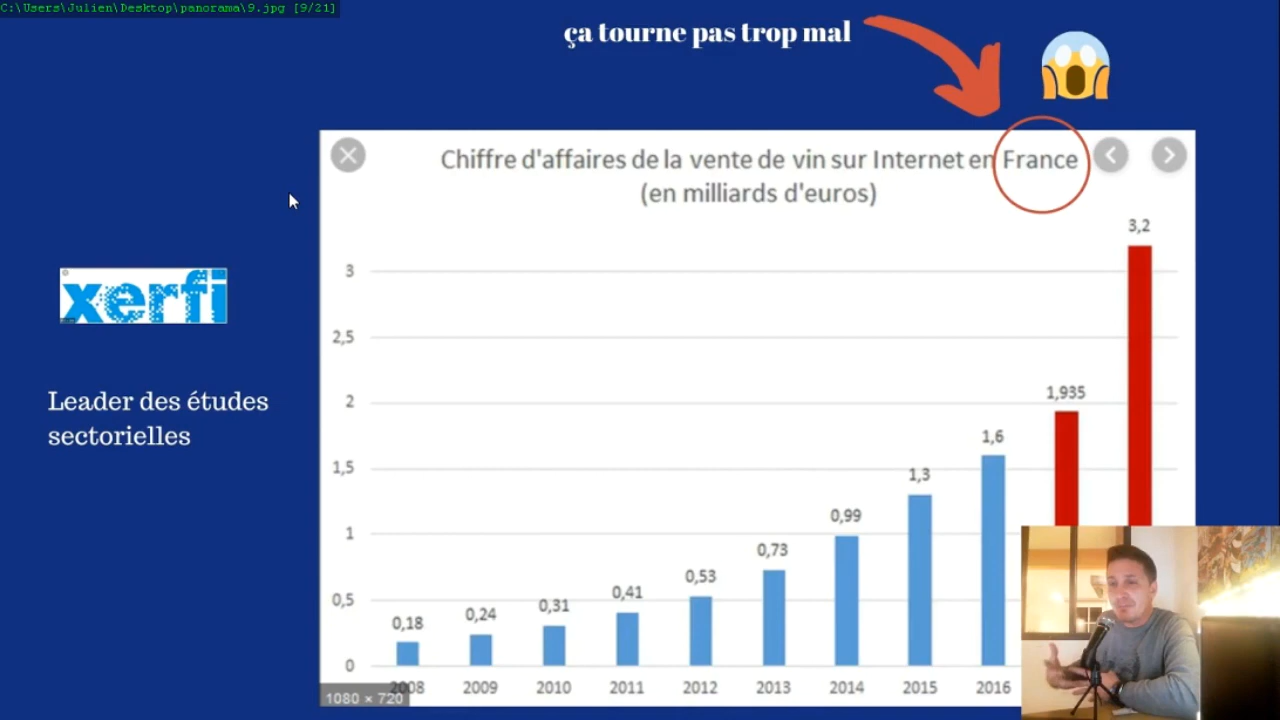 C:\Users\Julien\Desktop\panorama\9.jpg [9/21]
ça tourne pas trop mal
Chiffre d'affaires de la vente de vin sur Internet en France
(en milliards d'euros)
3,2
3
xerfi
2,5
Leader des études
sectorielles
2
1,935
1,6
1,5
1,3
0,99
1
0,73
0,53
0,5
0,41
0,31
0,24
0,18
0
2008 2009 2010 2011 2012 2013 2014 2015 2016
1080 × 720